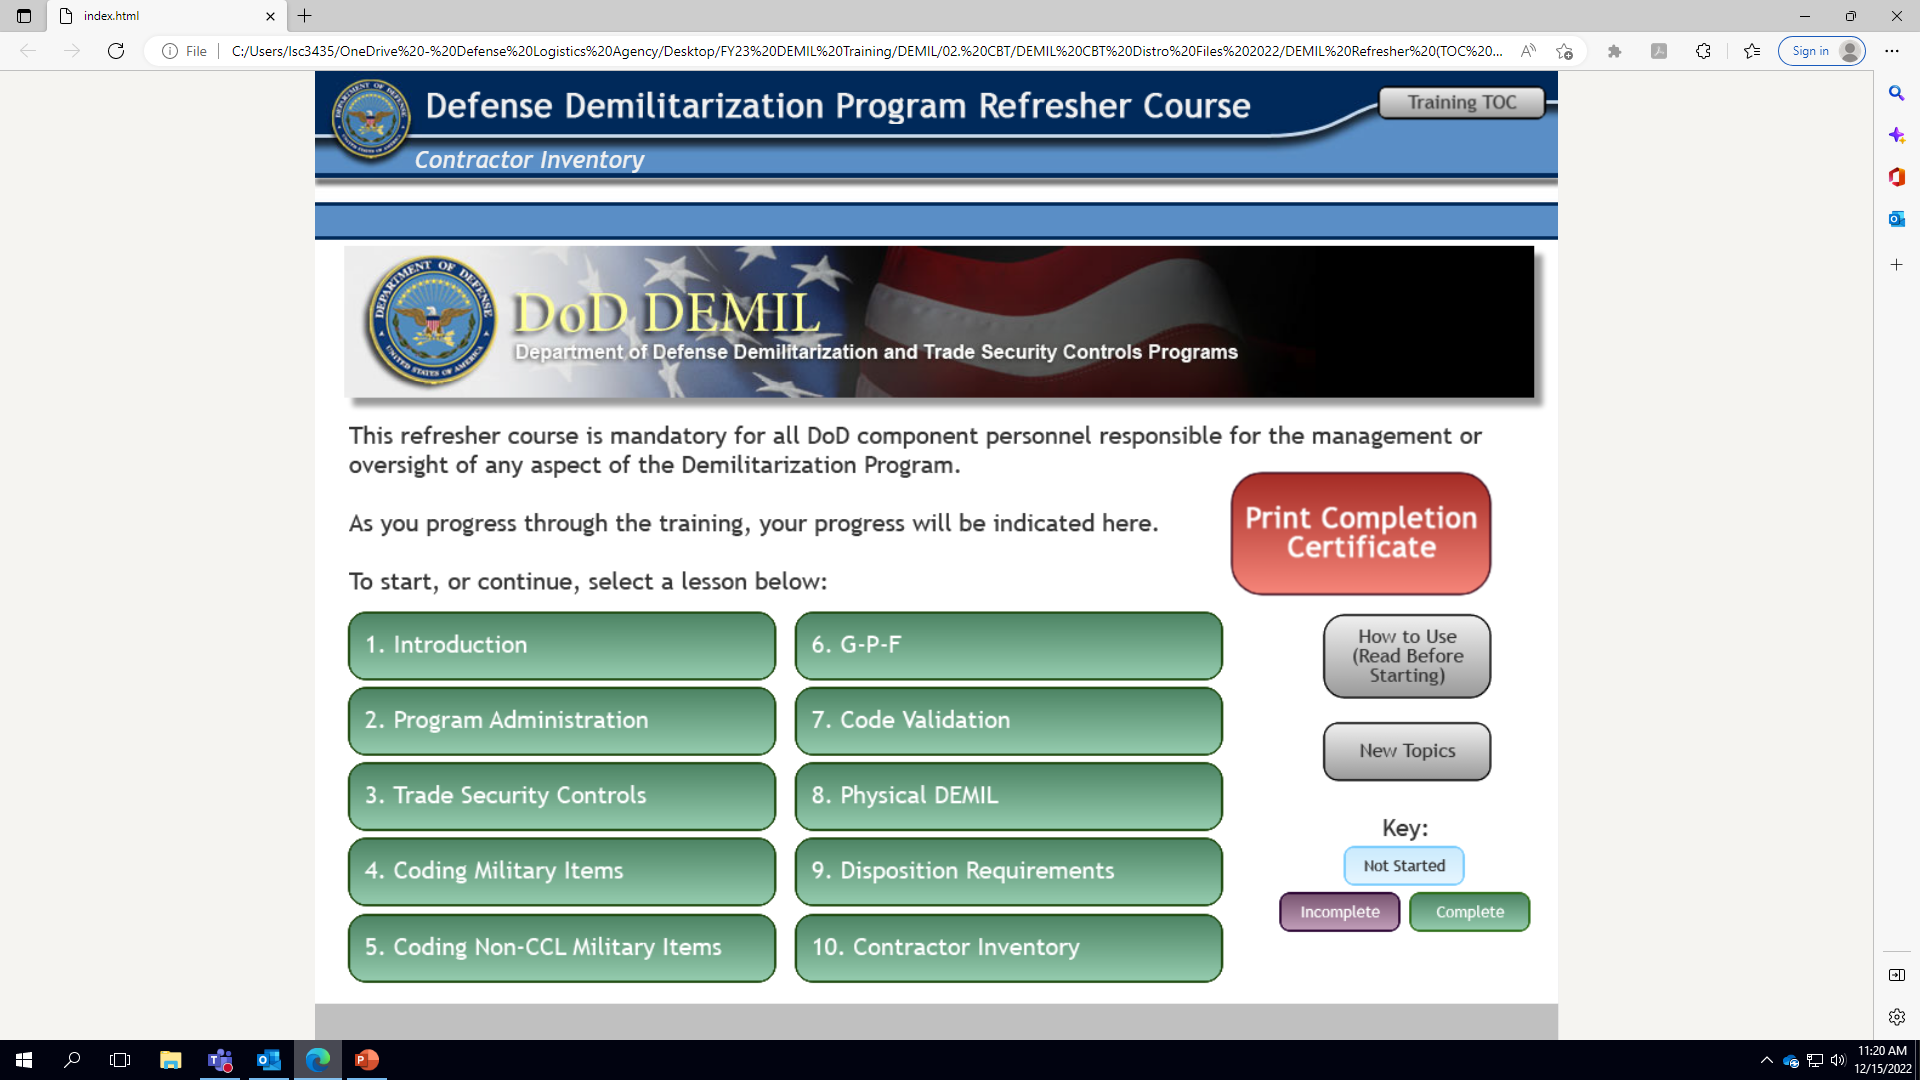 index.html
File
C:/Users/lsc3435/OneDrive%20-%20Defense%20Logistics%20Agency/Desktop/FY23%20DEMIL%20Training/DEMIL/02.%20CBT/DEMIL%20CBT%20Distro%20Files%202022/DEMIL%20Refresher%20(TOC%20...
Sign in
Defense Demilitarization Program Refresher Course
Training TOC
Contractor Inventory
DEPARTMENT OF DEFENSE
UNITED STATES OF AMERICA
DoD DEMIL
Department of Defense Demilitarization and Trade Security Controls Programs
This refresher course is mandatory for all DoD component personnel responsible for the management or
oversight of any aspect of the Demilitarization Program.
As you progress through the training, your progress will be indicated here.
To start, or continue, select a lesson below:
Print Completion
Certificate
1. Introduction
2. Program Administration
3. Trade Security Controls
4. Coding Military Items
5. Coding Non-CCL Military Items
6. G-P-F
7. Code Validation
8. Physical DEMIL
9. Disposition Requirements
10. Contractor Inventory
How to Use
(Read Before
Starting)
New Topics
Key:
Not Started
Incomplete
Complete
11:20 AM
12/15/2022